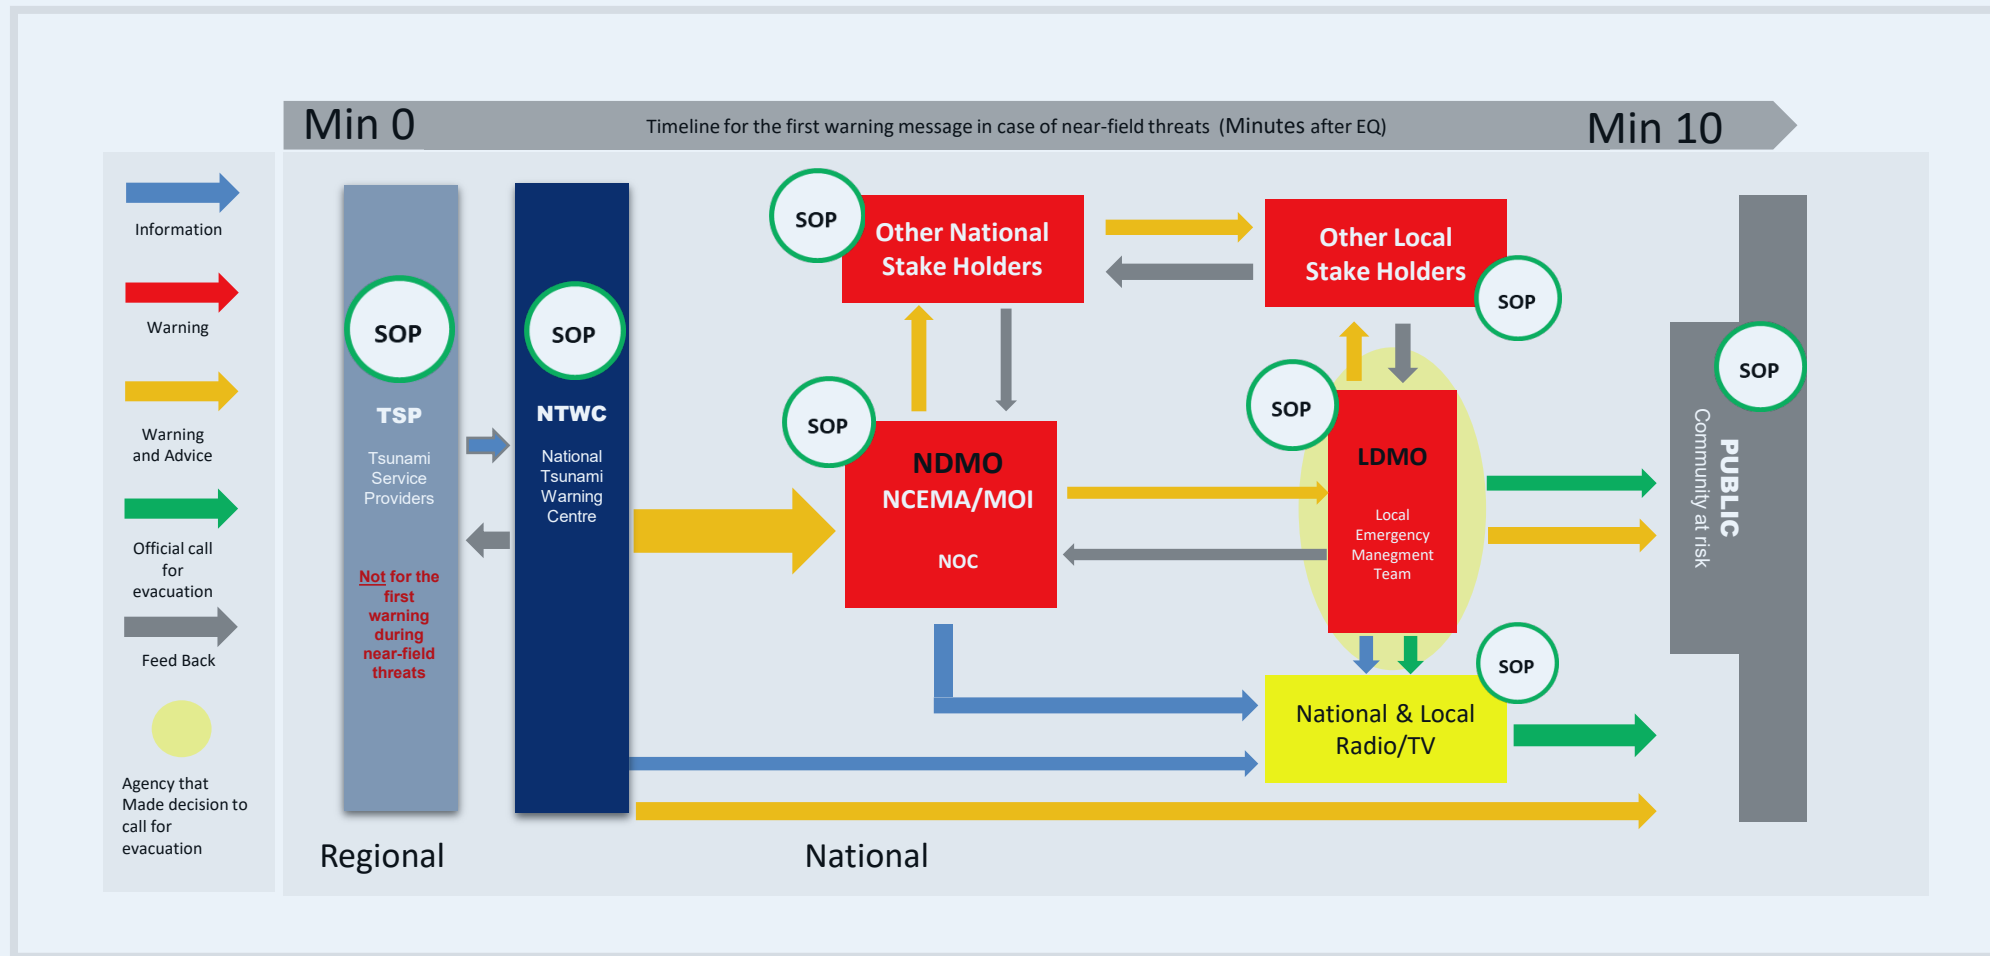 Min 0
Timeline for the first warning message in case of near-field threats (Minutes after EQ)
Min 10
Information
Warning
Warning
and Advice
Official call
for
evacuation
Feed Back
Agency that
Made decision to
call for
evacuation
SOP
TSP
Tsunami
Service
Providers
Not for the
first
warning
during
near-field
threats
SOP
NTWC
National
Tsunami
Warning
Centre
SOP
Other National
Stake Holders
Other Local
Stake Holders
SOP
SOP
NDMO
NCEMA/MOI
NOC
SOP
LDMO
Local
Emergency
Managment
Team
SOP
National & Local
Radio/TV
SOP
PUBLIC
Community at risk
Regional
National